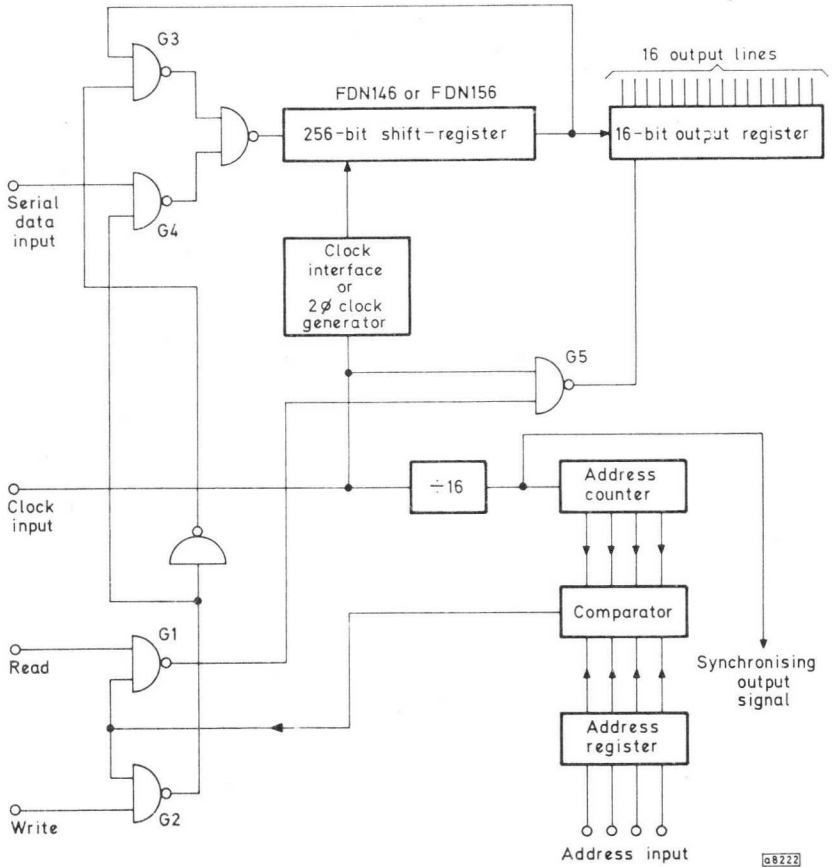 G3
16 output lines
FDN146 or FDN156
256-bit shift-register
16-bit output register
Serial
data
input
G4
Clock
interface
or
2ø clock
generator
G5
÷16
Address
counter
Clock
input
Comparator
G1
Read
Synchronising
output
signal
Address
register
Write
G2
Address input
a8222